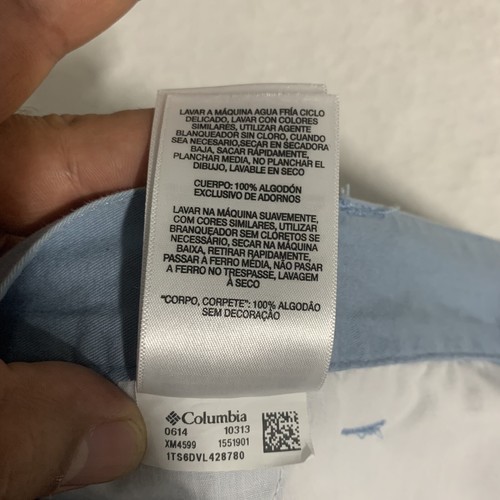 LAVAR A MÁQUINA AGUA FRÍA CICLO
DELICADO, LAVAR CON COLORES
SIMILARES, UTILIZAR AGENTE
BLANQUEADOR SIN CLORO, CUANDO
SEA NECESARIO,SECAR EN SECADORA
BAJA, SACAR RÁPIDAMENTE,
PLANCHAR MEDIA, NO PLANCHAR EL
DIBUJO, LAVABLE EN SECO
CUERPO: 100% ALGODÓN
EXCLUSIVO DE ADORNOS
LAVAR NA MÁQUINA SUAVEMENTE,
COM CORES SIMILARES, UTILIZAR
BRANQUEADOR SEM CLORETOS SE
NECESSÁRIO, SECAR NA MÁQUINA
BAIXA, RETIRAR RAPIDAMENTE,
PASSAR À FERRO MÉDIA, NÃO PASAR
A FERRO N TRESPASSE, LAVAGEM
À SECO
"CORPO, CORPETE": 100% ALGODÃO
SEM DECORAÇÃO
Columbia
0614 10313
XM4599 1551901
1TS6DVL428780